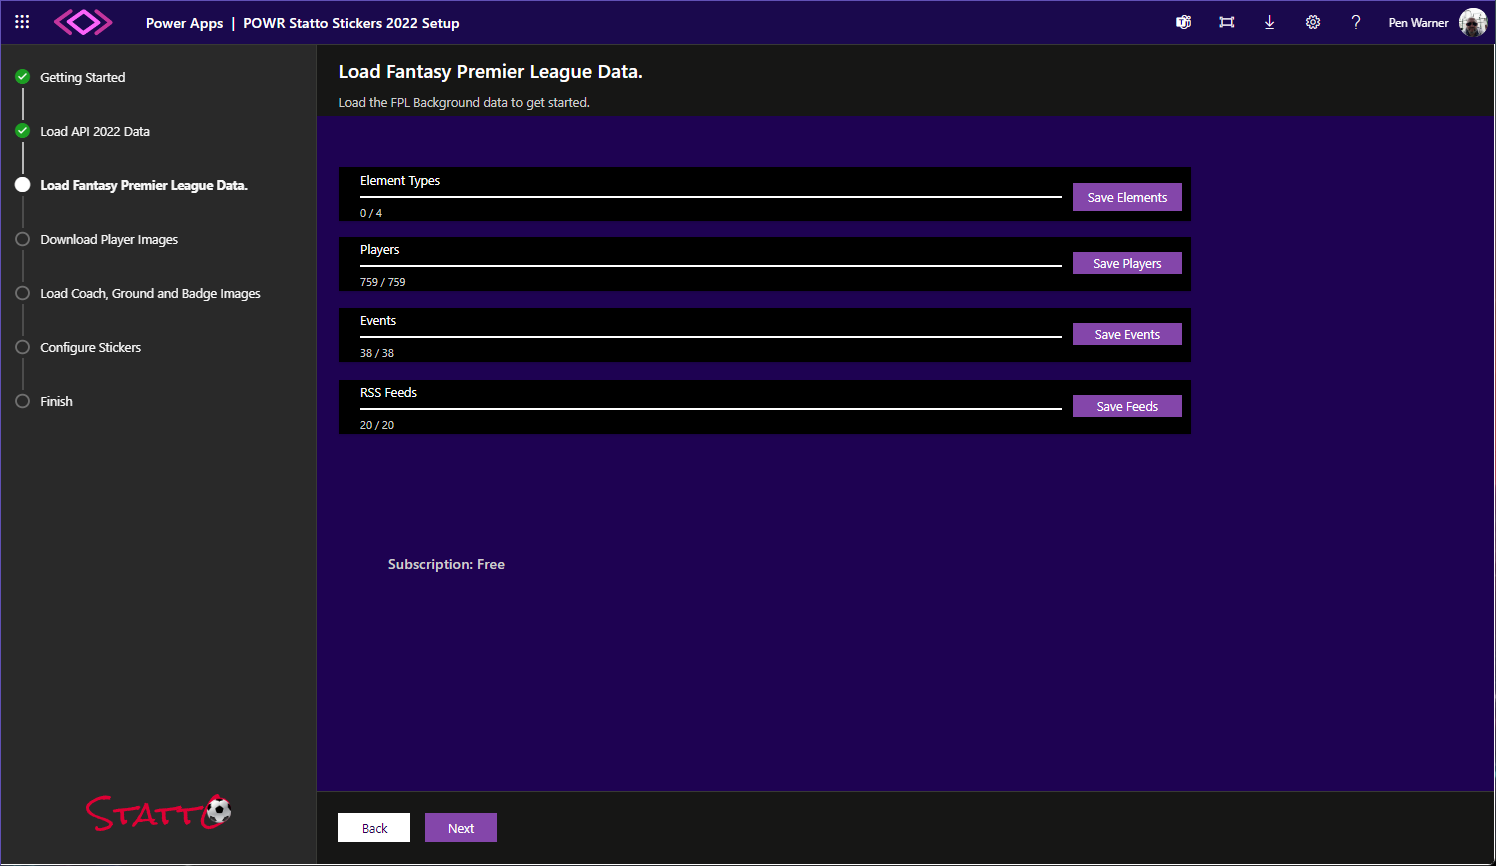 Power Apps | POWR Statto Stickers 2022 Setup
? Pen Warner
Getting Started
Load API 2022 Data
Load Fantasy Premier League Data.
Download Player Images
Load Coach, Ground and Badge Images
Configure Stickers
Finish
STATTO
Load Fantasy Premier League Data.
Load the FPL Background data to get started.
Element Types
0 / 4
Save Elements
Players
759 / 759
Save Players
Events
38 / 38
Save Events
RSS Feeds
20 / 20
Save Feeds
Subscription: Free
Back
Next